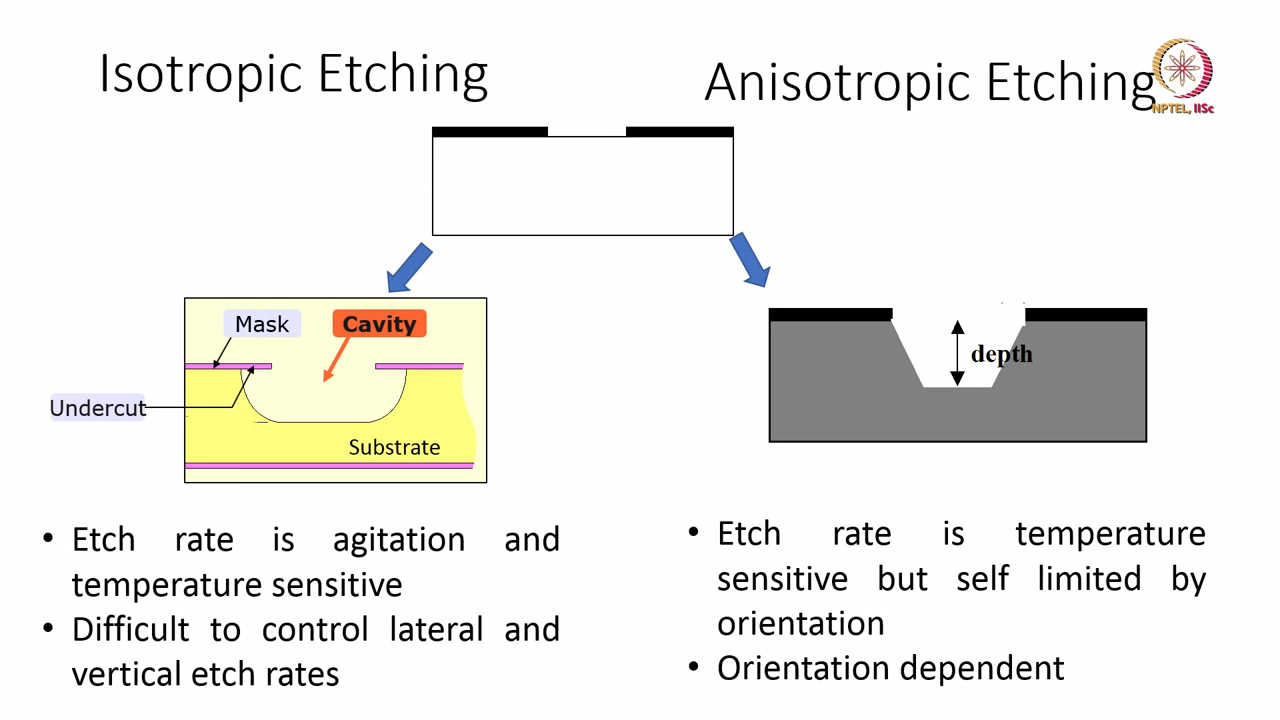 Isotropic Etching
Anisotropic Etching
NPTEL, IISc
Mask
Cavity
Undercut
Substrate
depth
• Etch rate is agitation and
temperature sensitive
• Difficult to control lateral and
vertical etch rates
• Etch rate is temperature
sensitive but self limited by
orientation
• Orientation dependent